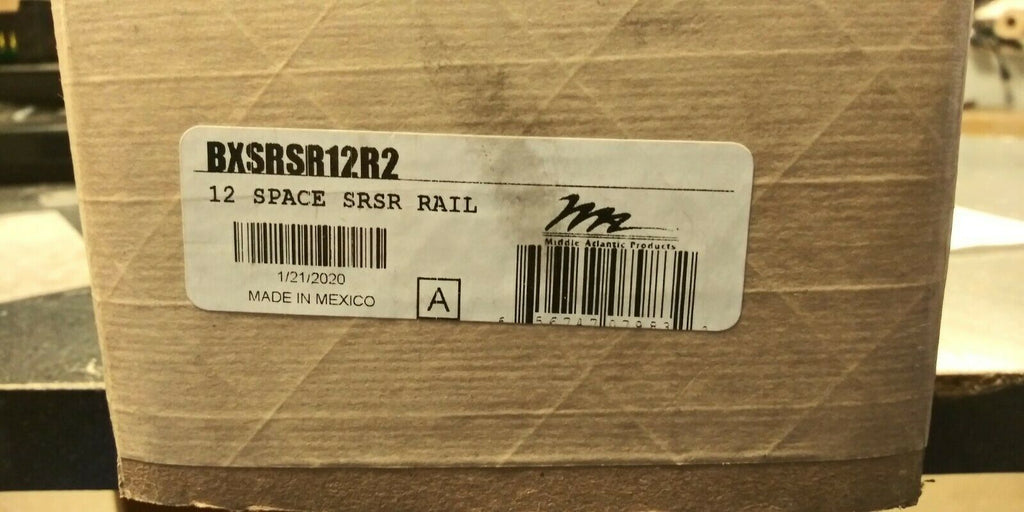 BXSRSR12R2
12 SPACE SRSR RAIL
Middle Atlantic Products
1/21/2020
MADE IN MEXICO
A